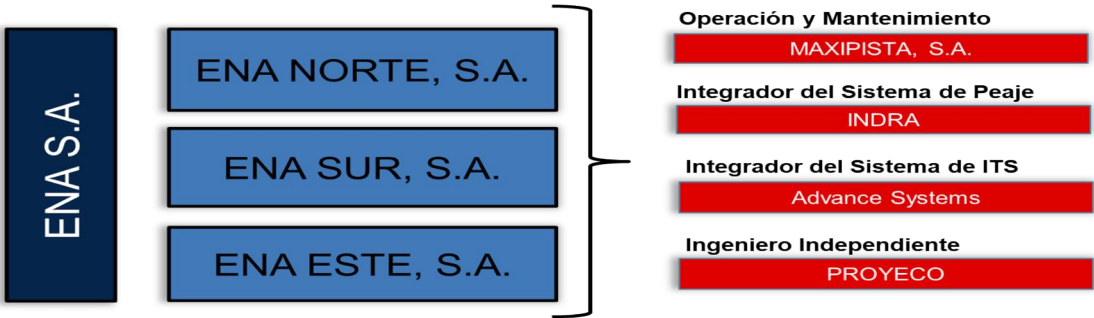 ENA S.A.
ENA NORTE, S.A.
ENA SUR, S.A.
ENA ESTE, S.A.
Operación y Mantenimiento
MAXIPISTA, S.A.
Integrador del Sistema de Peaje
INDRA
Integrador del Sistema de ITS
Advance Systems
Ingeniero Independiente
PROYECO